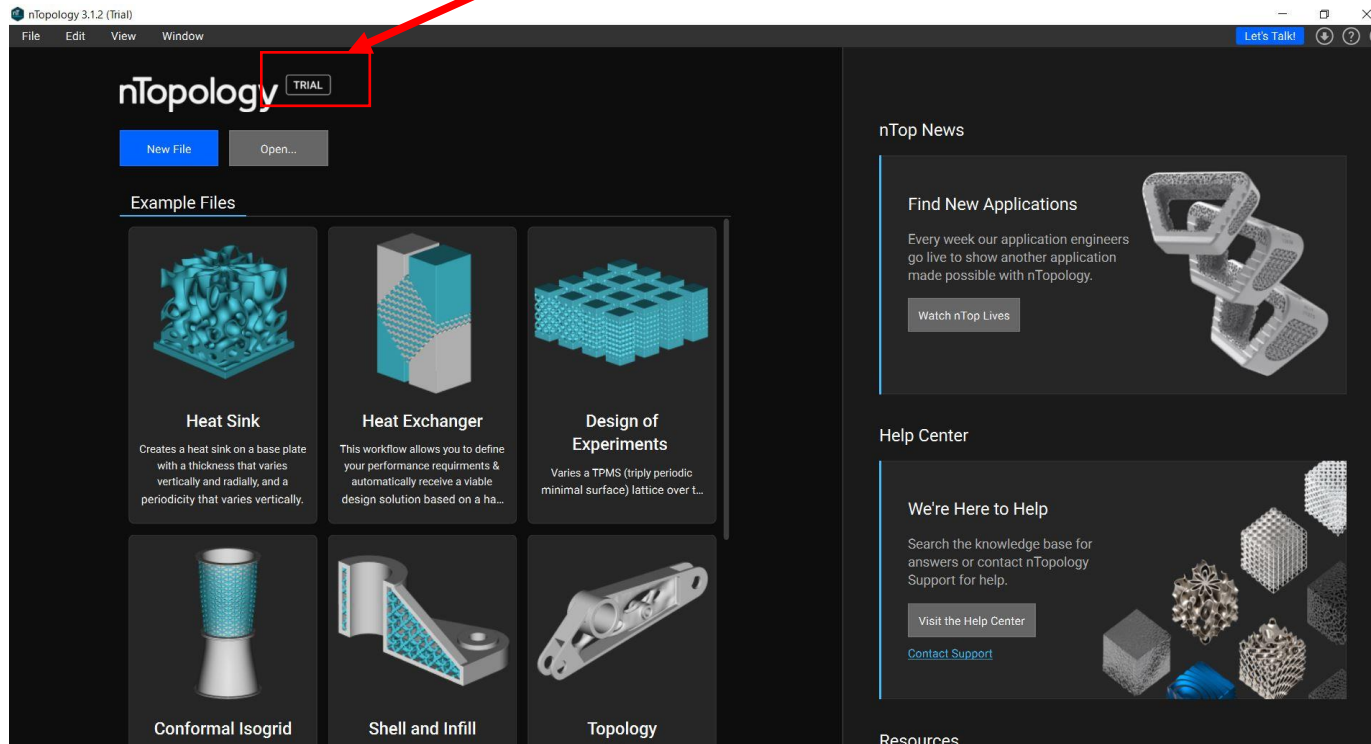 nTopology 3.1.2 (Trial)
File Edit View Window
Let's Talk!
nTopology TRIAL
New File Open...
Example Files
Heat Sink
Creates a heat sink on a base plate
with a thickness that varies
vertically and radially, and a
periodicity that varies vertically.
Heat Exchanger
This workflow allows you to define
your performance requirments &
automatically receive a viable
design solution based on a ha...
Design of
Experiments
Varies a TPMS (triply periodic
minimal surface) lattice over t...
Conformal Isogrid
Shell and Infill
Topology
nTop News
Find New Applications
Every week our application engineers
go live to show another application
made possible with nTopology.
Watch nTop Lives
Help Center
We're Here to Help
Search the knowledge base for
answers or contact nTopology
Support for help.
Visit the Help Center
Contact Support
Resources